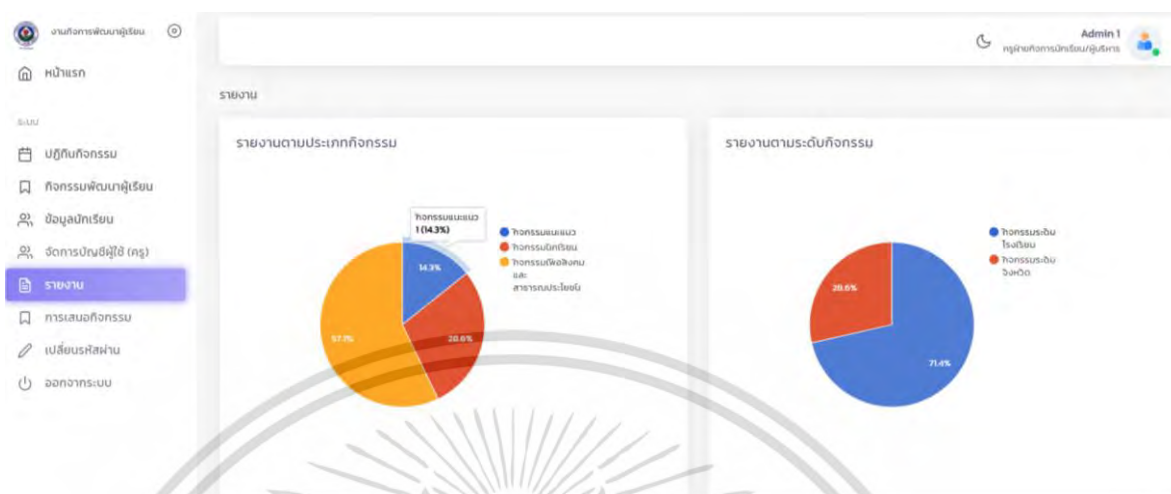 งานกิจการพัฒนาผู้เรียน
Admin 1
ครูฝ่ายกิจการนักเรียน/ผู้บริหาร
หน้าแรก
ระบบ
ปฏิทินกิจกรรม
กิจกรรมพัฒนาผู้เรียน
ข้อมูลนักเรียน
จัดการบัญชีผู้ใช้ (ครู)
รายงาน
การเสนอกิจกรรม
เปลี่ยนรหัสผ่าน
ออกจากระบบ
รายงาน
รายงานตามประเภทกิจกรรม
กิจกรรมแนะแนว
1 (14.3%)
14.3%
28.6%
57.1%
กิจกรรมแนะแนว
กิจกรรมนักเรียน
กิจกรรมเพื่อสังคม
และ
สาธารณประโยชน์
รายงานตามระดับกิจกรรม
28.6%
71.4%
กิจกรรมระดับ
โรงเรียน
กิจกรรมระดับ
จังหวัด